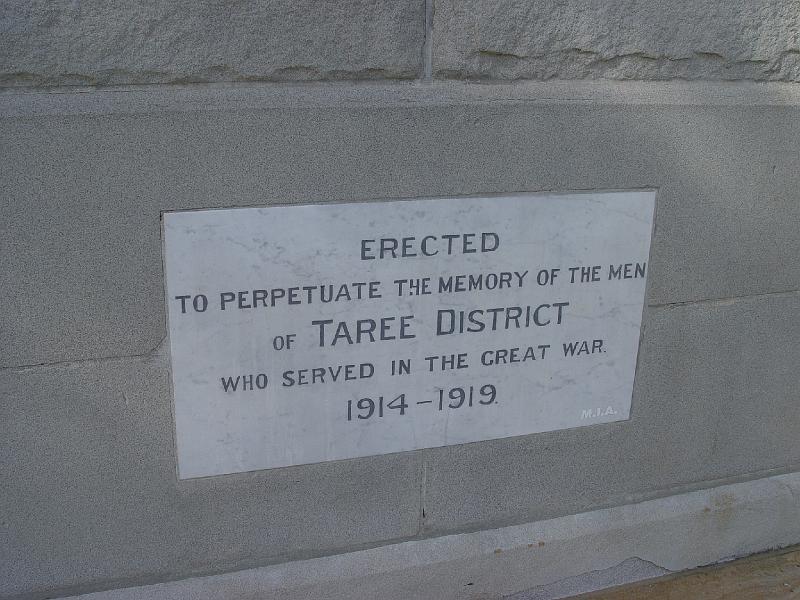 ERECTED
TO PERPETUATE THE MEMORY OF THE MEN
OF TAREE DISTRICT
WHO SERVED IN THE GREAT WAR.
1914-1919.
M.I.A.